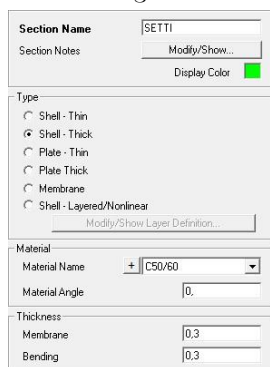 Section Name SETTI
Section Notes Modify/Show...
Display Color
Type
Shell - Thin
Shell - Thick
Plate - Thin
Plate Thick
Membrane
Shell - Layered/Nonlinear
Modify/Show Layer Definition...
Material
Material Name + C50/60
Material Angle 0,
Thickness
Membrane 0,3
Bending 0,3